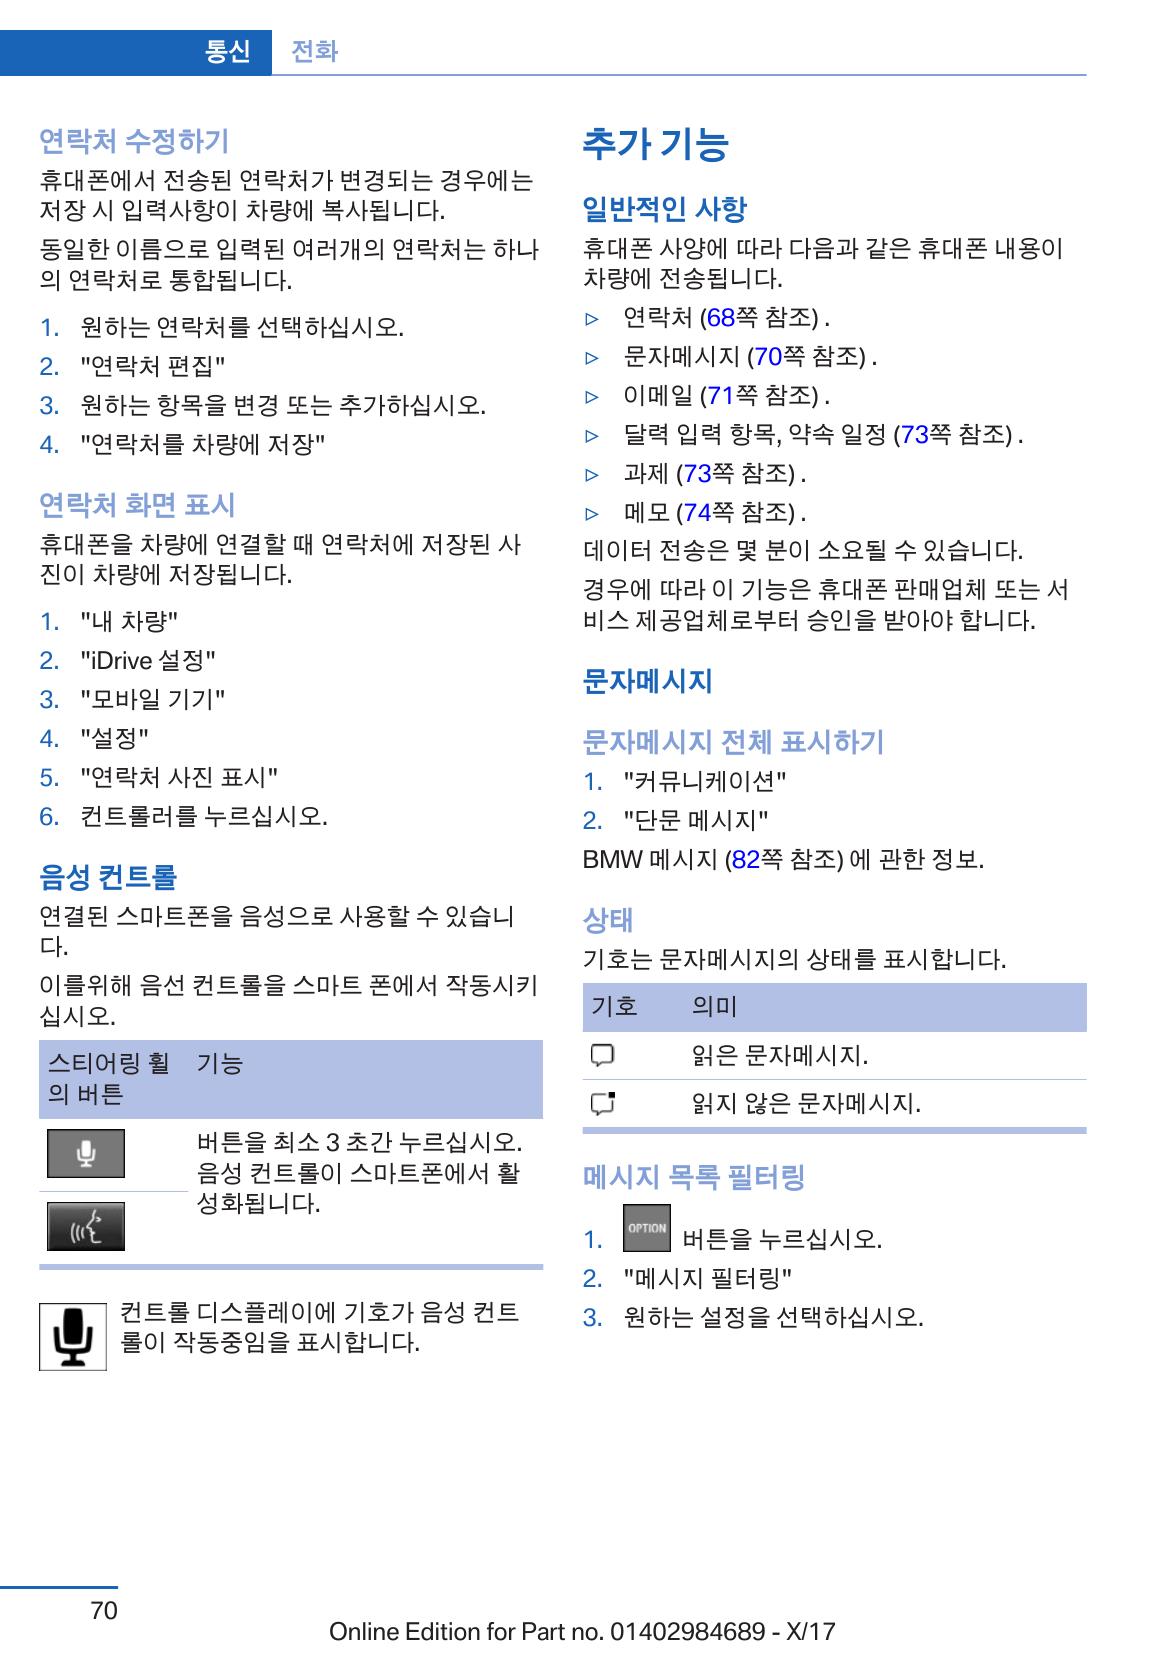 통신 전화
연락처 수정하기
휴대폰에서 전송된 연락처가 변경되는 경우에는
저장 시 입력사항이 차량에 복사됩니다.
동일한 이름으로 입력된 여러개의 연락처는 하나
의 연락처로 통합됩니다.
1. 원하는 연락처를 선택하십시오.
2. "연락처 편집"
3. 원하는 항목을 변경 또는 추가하십시오.
4. "연락처를 차량에 저장"
연락처 화면 표시
휴대폰을 차량에 연결할 때 연락처에 저장된 사
진이 차량에 저장됩니다.
1. "내 차량"
2. "iDrive 설정"
3. "모바일 기기"
4. "설정"
5. "연락처 사진 표시"
6. 컨트롤러를 누르십시오.
음성 컨트롤
연결된 스마트폰을 음성으로 사용할 수 있습니
다.
이를위해 음선 컨트롤을 스마트 폰에서 작동시키
십시오.
스티어링 휠 기능
의 버튼
버튼을 최소 3 초간 누르십시오.
음성 컨트롤이 스마트폰에서 활
성화됩니다.
컨트롤 디스플레이에 기호가 음성 컨트
롤이 작동중임을 표시합니다.
추가 기능
일반적인 사항
휴대폰 사양에 따라 다음과 같은 휴대폰 내용이
차량에 전송됩니다.
▷ 연락처 (68쪽 참조) .
▷ 문자메시지 (70쪽 참조) .
▷ 이메일 (71쪽 참조) .
▷ 달력 입력 항목, 약속 일정 (73쪽 참조) .
▷ 과제 (73쪽 참조) .
▷ 메모 (74쪽 참조) .
데이터 전송은 몇 분이 소요될 수 있습니다.
경우에 따라 이 기능은 휴대폰 판매업체 또는 서
비스 제공업체로부터 승인을 받아야 합니다.
문자메시지
문자메시지 전체 표시하기
1. "커뮤니케이션"
2. "단문 메시지"
BMW 메시지 (82쪽 참조) 에 관한 정보.
상태
기호는 문자메시지의 상태를 표시합니다.
기호 의미
읽은 문자메시지.
읽지 않은 문자메시지.
메시지 목록 필터링
1. OPTION 버튼을 누르십시오.
2. "메시지 필터링"
3. 원하는 설정을 선택하십시오.
70
Online Edition for Part no. 01402984689 - X/17